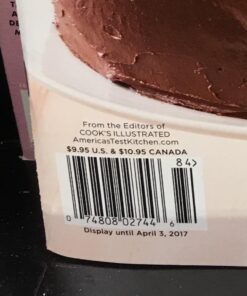 From the Editors of
COOK'S ILLUSTRATED
AmericasTestKitchen.com
$9.95 U.S. & $10.95 CANADA
84>
0 74808 02744 6
Display until April 3, 2017